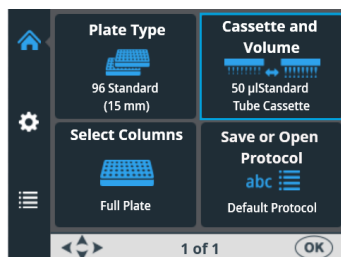 Plate Type
96 Standard
(15 mm)
Cassette and
Volume
50 µlStandard
Tube Cassette
Select Columns
Full Plate
Save or Open
Protocol
abc
Default Protocol
1 of 1
OK